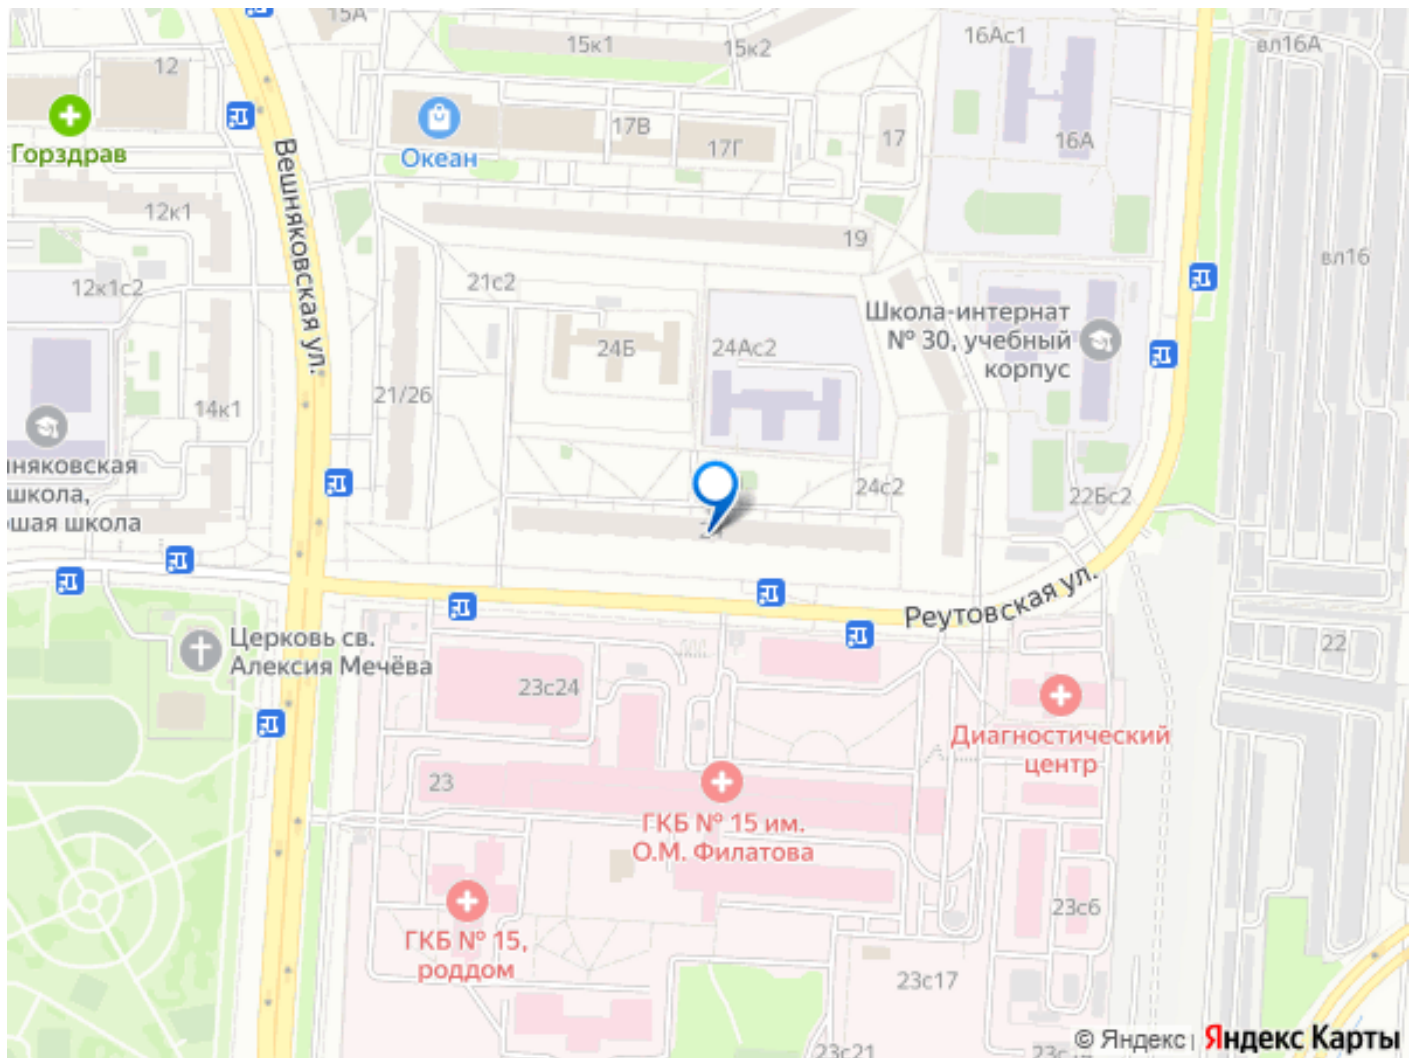 15А
15к1
15к2
16Ас1
вл16А
12
17В
17Г
17
16А
Горздрав
Океан
Вешняковская ул.
12к1
19
вл16
12к1с2
21с2
24Б
24Ас2
Школа-интернат
№ 30, учебный
корпус
21/26
14к1
няковская
школа,
шая школа
24с2
22Бс2
Реутовская ул.
Церковь св.
Алексия Мечёва
22
23с24
Диагностический
центр
23
ГКБ № 15 им.
О.М. Филатова
23с6
ГКБ № 15,
роддом
23с17
23с21
© Яндекс
Яндекс Карты